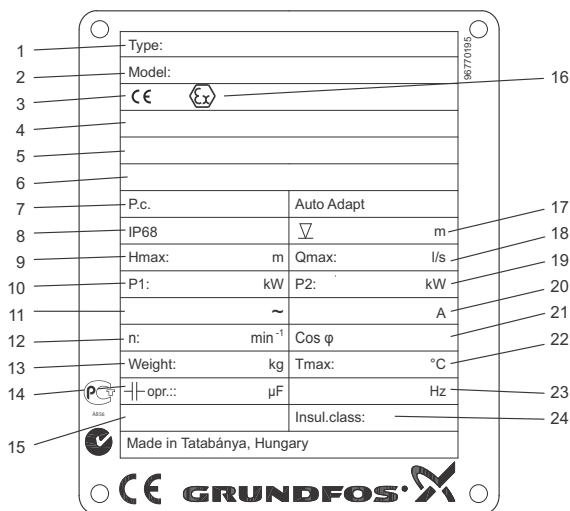 1 Type:
2 Model:
96770195
3 CE Ex 16
4
5
6
7 P.c. Auto Adapt
8 IP68 m 17
9 Hmax: m Qmax: l/s 18
10 P1: kW P2: kW 19
11 ~ A 20
12 n: min⁻¹ Cos φ 21
13 Weight: kg Tmax: °C 22
14 opr.:: µF Hz 23
15 Insul.class: 24
Made in Tatabánya, Hungary
CE GRUNDFOS